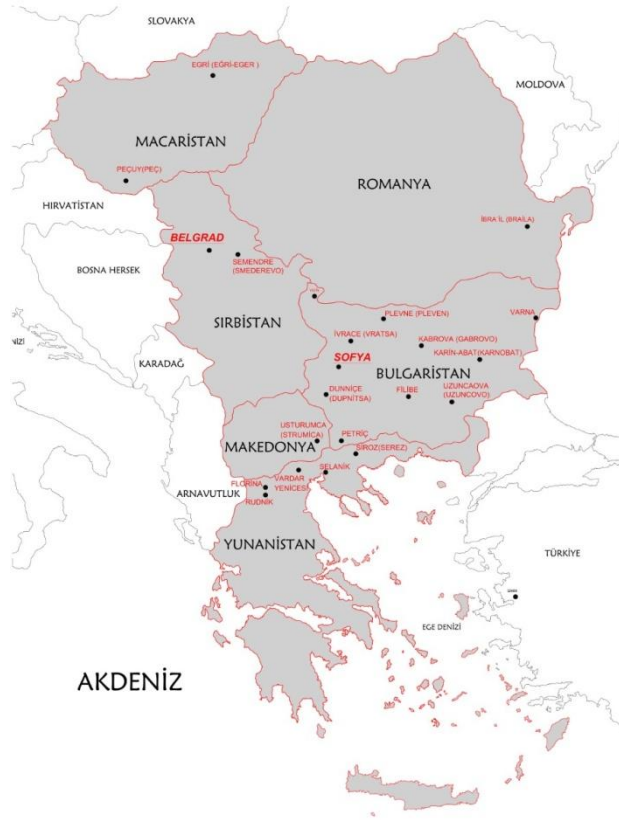 SLOVAKYA
EGRİ (EĞRİ-EGER )
MOLDOVA
MACARİSTAN
PEÇUY(PEÇ)
ROMANYA
HIRVATİSTAN
İBRA'İL (BRAİLA)
BELGRAD
SEMENDRE
(SMEDEREVO)
BOSNA HERSEK
PLEVNE (PLEVEN)
VARNA
SIRBİSTAN
İVRACE (VRATSA)
KABROVA (GABROVO)
KARİN-ABAT(KARNOBAT)
NİZİ
KARADAĞ
SOFYA
BULGARİSTAN
DUNNİÇE
(DUPNİTSA)
FİLİBE
UZUNCAOVA
(UZUNCOVO)
USTURUMCA
(STRUMİCA)
PETRİÇ
MAKEDONYA
SİROZ(SEREZ)
SELANİK
FLORİNA
VARDAR
YENİCESİ
ARNAVUTLUK
RUDNİK
YUNANİSTAN
TÜRKİYE
EGE DENİZİ
AKDENİZ